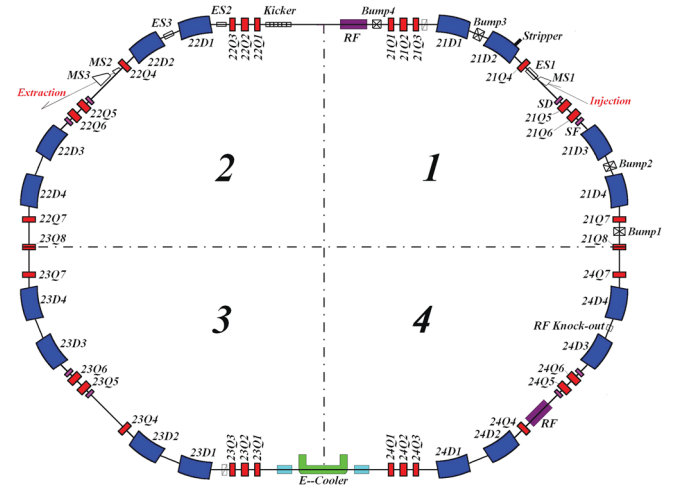 ES3
ES2
Kicker
RF
Bump4
Bump3
Stripper
22D1
22Q3
22Q2
22Q1
21Q1
21Q2
21Q3
21D1
21D2
22D2
MS2
MS3
22Q4
21Q4
ES1
MS1
Extraction
Injection
22Q5
22Q6
SD
21Q5
21Q6
SF
22D3
21D3
2
1
Bump2
22D4
21D4
22Q7
21Q7
Bump1
23Q8
21Q8
23Q7
24Q7
23D4
24D4
3
4
RF Knock-out
23D3
24D3
23Q6
23Q5
24Q6
24Q5
23Q4
24Q4
RF
23D2
24D2
23D1
23Q3
23Q2
23Q1
24Q1
24Q2
24Q3
24D1
E--Cooler